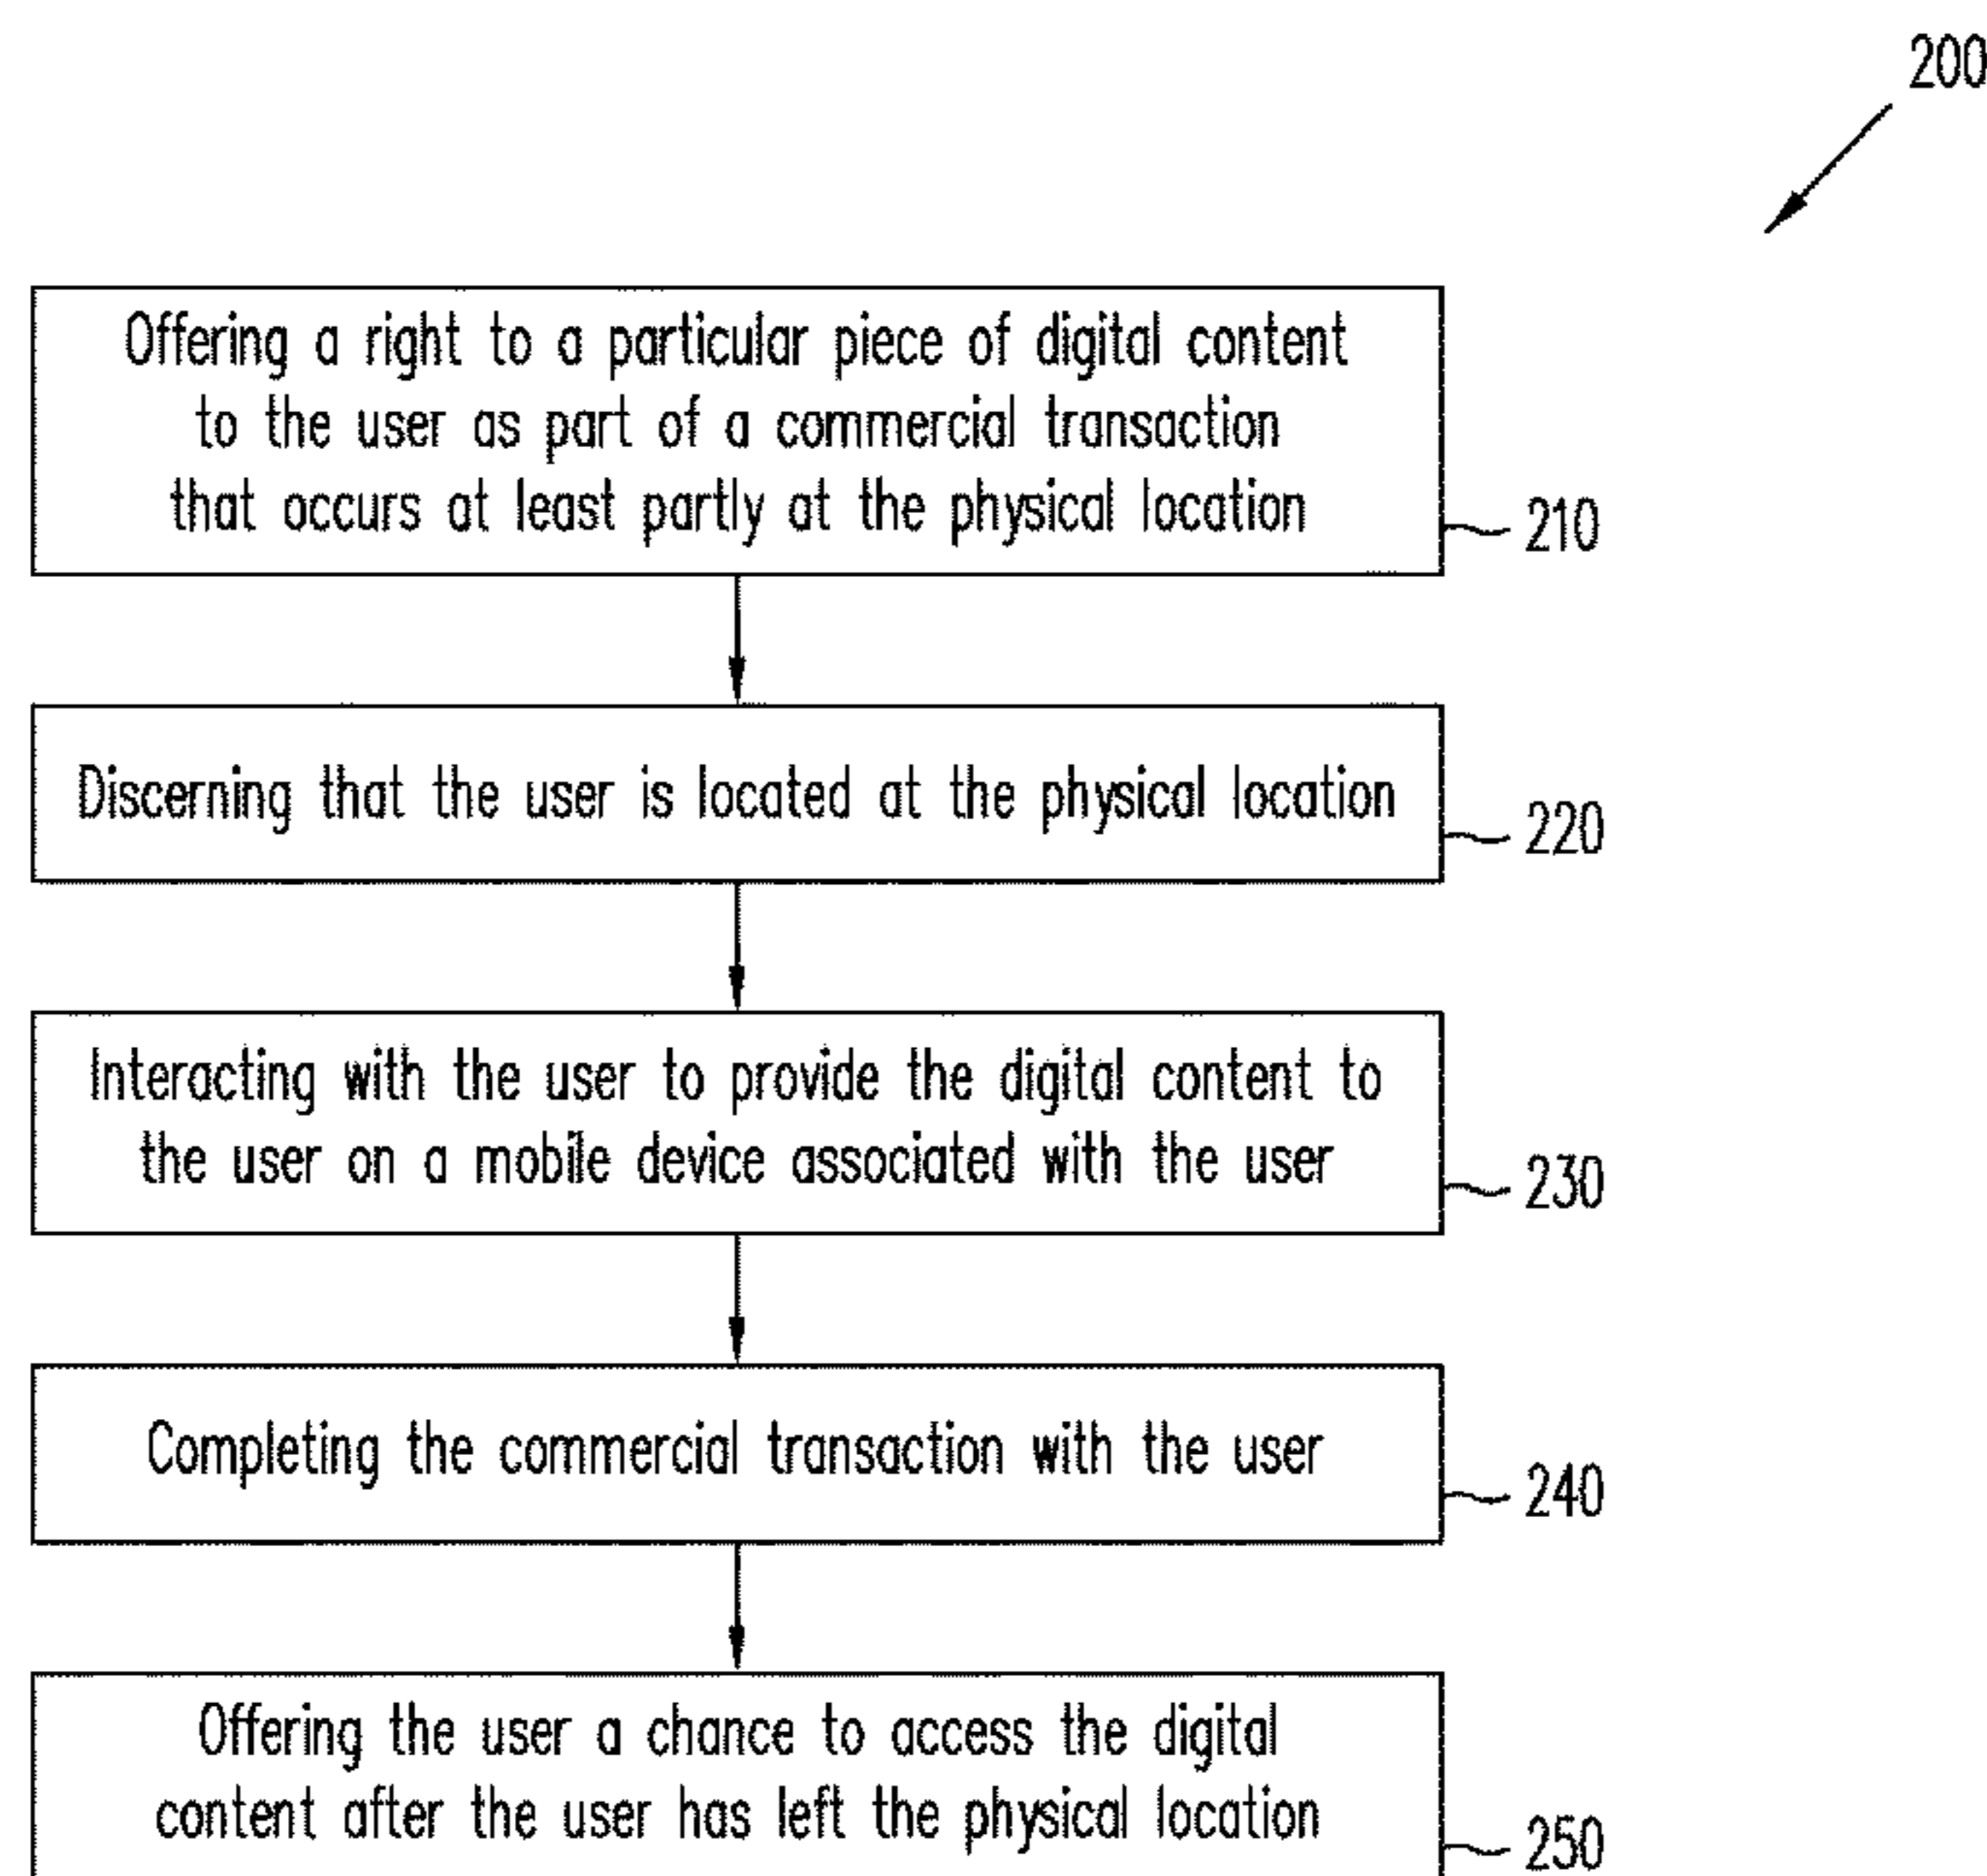 200
Offering a right to a particular piece of digital content
to the user as part of a commercial transaction
that occurs at least partly at the physical location
210
Discerning that the user is located at the physical location
220
Interacting with the user to provide the digital content to
the user on a mobile device associated with the user
230
Completing the commercial transaction with the user
240
Offering the user a chance to access the digital
content after the user has left the physical location
250